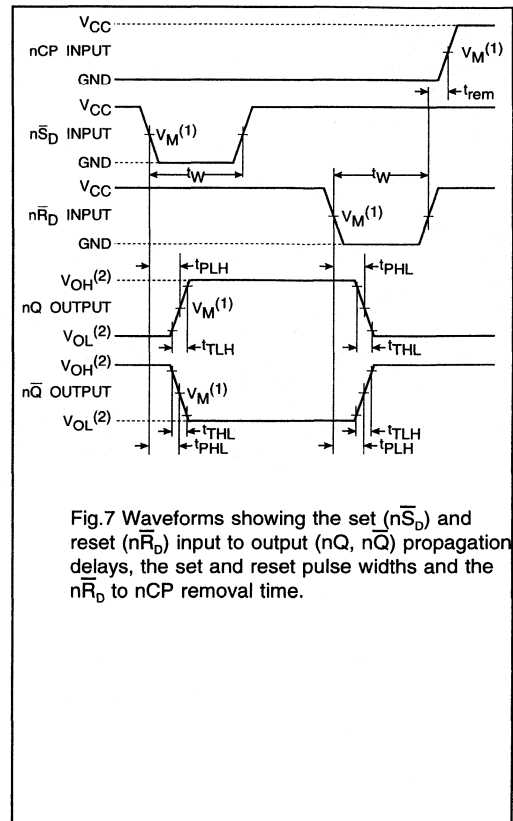 VCC
nCP INPUT
VM(1)
GND
trem
VCC
nS̅D INPUT
VM(1)
GND
tW
VCC
tW
nR̅D INPUT
VM(1)
GND
tPLH
tPHL
VOH(2)
nQ OUTPUT
VM(1)
VOL(2)
tTLH
tTHL
VOH(2)
nQ̅ OUTPUT
VM(1)
VOL(2)
tTHL
tTLH
tPHL
tPLH
Fig.7 Waveforms showing the set (nS̅D) and
reset (nR̅D) input to output (nQ, nQ̅) propagation
delays, the set and reset pulse widths and the
nR̅D to nCP removal time.